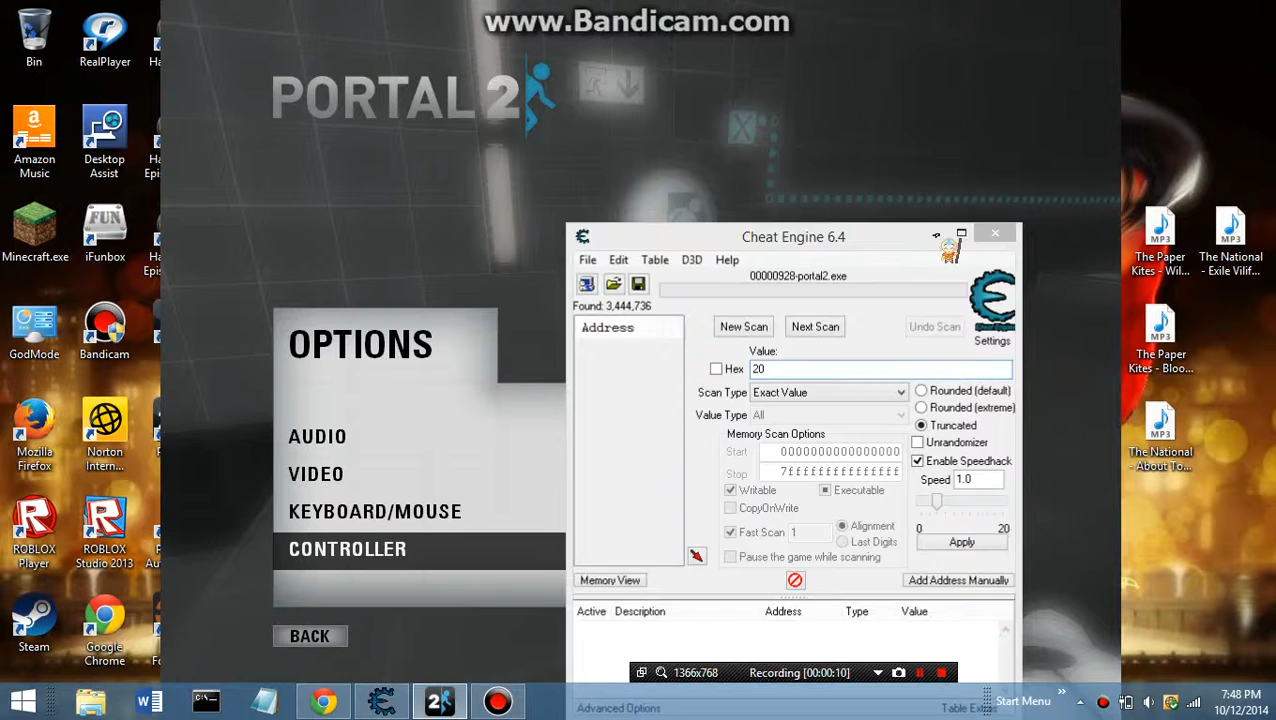 www.Bandicam.com
PORTAL 2
Bin
RealPlayer
Amazon
Music
Desktop
Assist
Minecraft.exe
iFunbox
GodMode
Bandicam
Mozilla
Firefox
Norton
Intern...
ROBLOX
Player
ROBLOX
Studio 2013
Steam
Google
Chrome
OPTIONS
AUDIO
VIDEO
KEYBOARD/MOUSE
CONTROLLER
BACK
Cheat Engine 6.4
File Edit Table D3D Help
00000928-portal2.exe
Found: 3,444,736
Address
New Scan Next Scan Undo Scan
Cheat Engine
Settings
Value:
Hex 20
Scan Type Exact Value
Value Type All
Rounded (default)
Rounded (extreme)
Truncated
Unrandomizer
Enable Speedhack
Speed 1.0
0 20
Apply
Memory Scan Options
Start 0000000000000000
Stop 7fffffffffffffff
Writable Executable
CopyOnWrite
Fast Scan 1 Alignment
Last Digits
Pause the game while scanning
Memory View
Add Address Manually
Active Description Address Type Value
1366x768 Recording [00:00:10]
Advanced Options
MP3
The Paper
Kites - Wil...
MP3
The National
- Exile Vilif...
MP3
The Paper
Kites - Bloo...
MP3
The National
- About To...
Start Menu
7:48 PM
10/12/2014